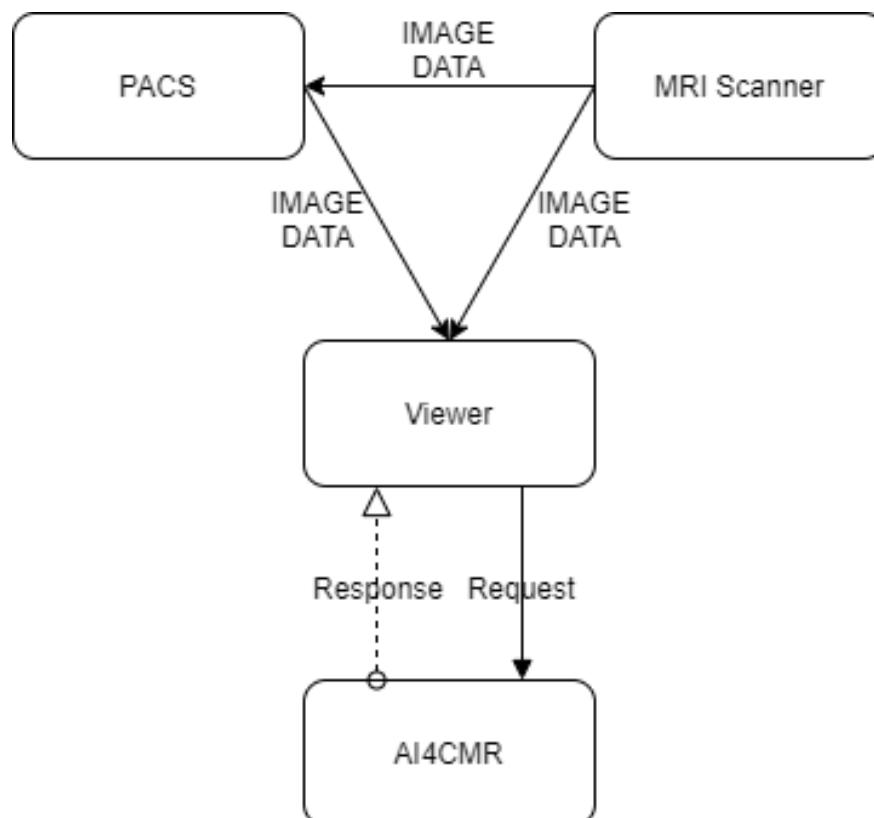 IMAGE
DATA
PACS
MRI Scanner
IMAGE
DATA
IMAGE
DATA
Viewer
Response
Request
AI4CMR